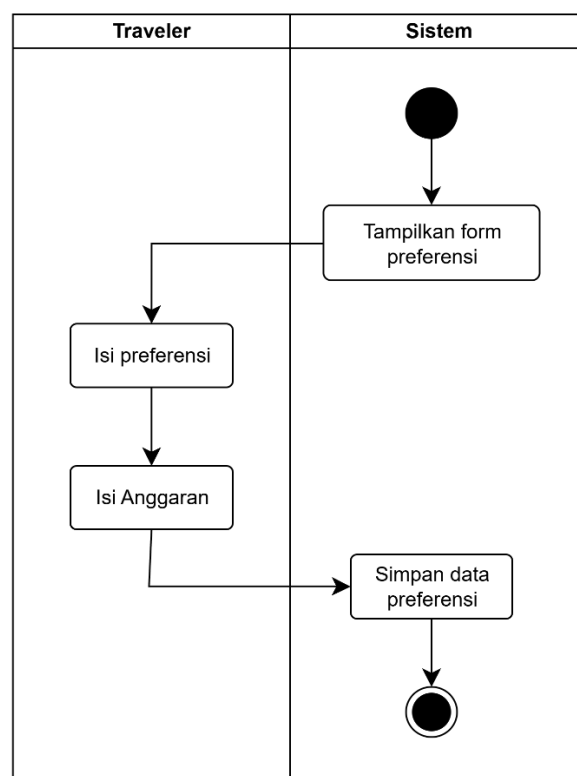 Traveler
Sistem
Tampilkan form
preferensi
Isi preferensi
Isi Anggaran
Simpan data
preferensi